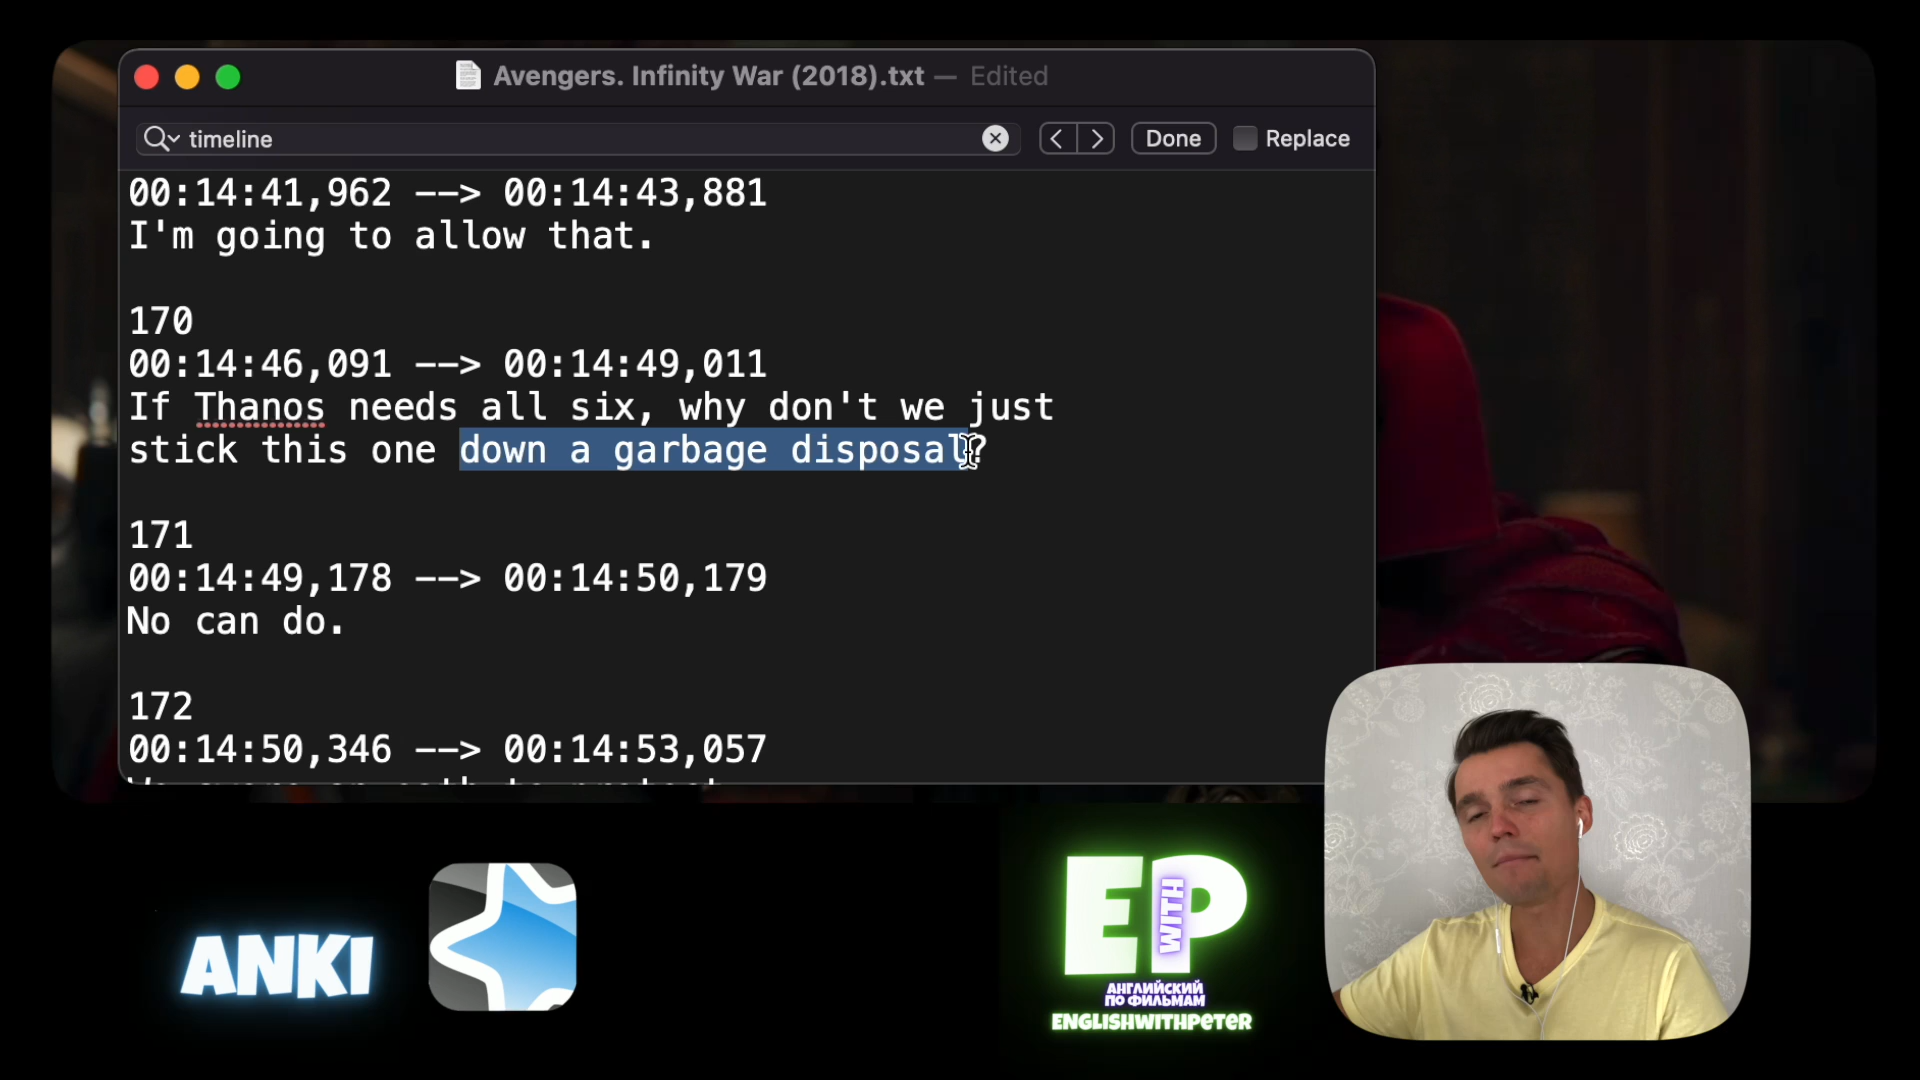 Avengers. Infinity War (2018).txt — Edited
timeline
Done
Replace
00:14:41,962 --> 00:14:43,881
I'm going to allow that.
170
00:14:46,091 --> 00:14:49,011
If Thanos needs all six, why don't we just
stick this one down a garbage disposal?
171
00:14:49,178 --> 00:14:50,179
No can do.
172
00:14:50,346 --> 00:14:53,057
ANKI
EP
WITH
АНГЛИЙСКИЙ
ПО ФИЛЬМАМ
ENGLISHWITHPETER